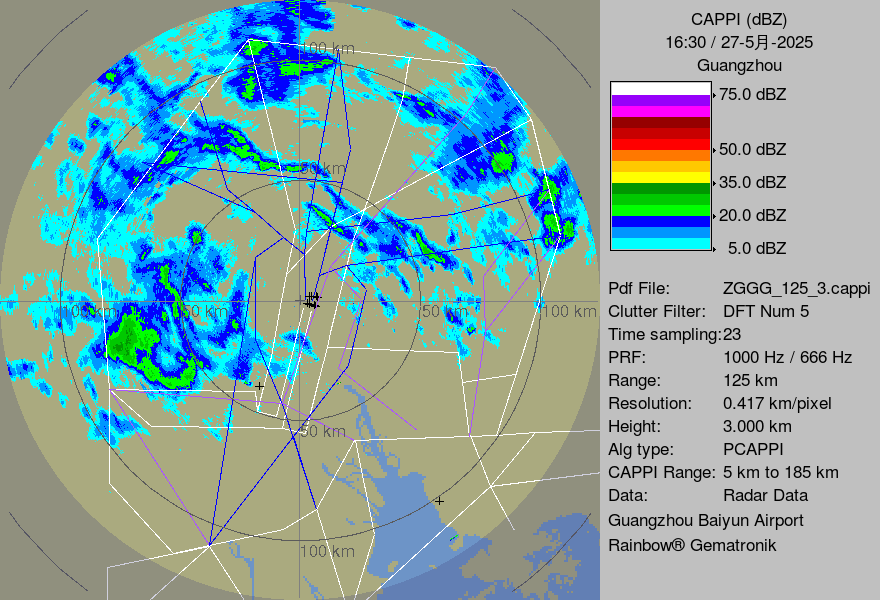 CAPPI (dBZ)
16:30 / 27-5月-2025
Guangzhou
75.0 dBZ
50.0 dBZ
35.0 dBZ
20.0 dBZ
5.0 dBZ
Pdf File: ZGGG_125_3.cappi
Clutter Filter: DFT Num 5
Time sampling:23
PRF: 1000 Hz / 666 Hz
Range: 125 km
Resolution: 0.417 km/pixel
Height: 3.000 km
Alg type: PCAPPI
CAPPI Range: 5 km to 185 km
Data: Radar Data
Guangzhou Baiyun Airport
Rainbow® Gematronik
100 km
50 km
100 km
50 km
50 km
100 km
50 km
100 km